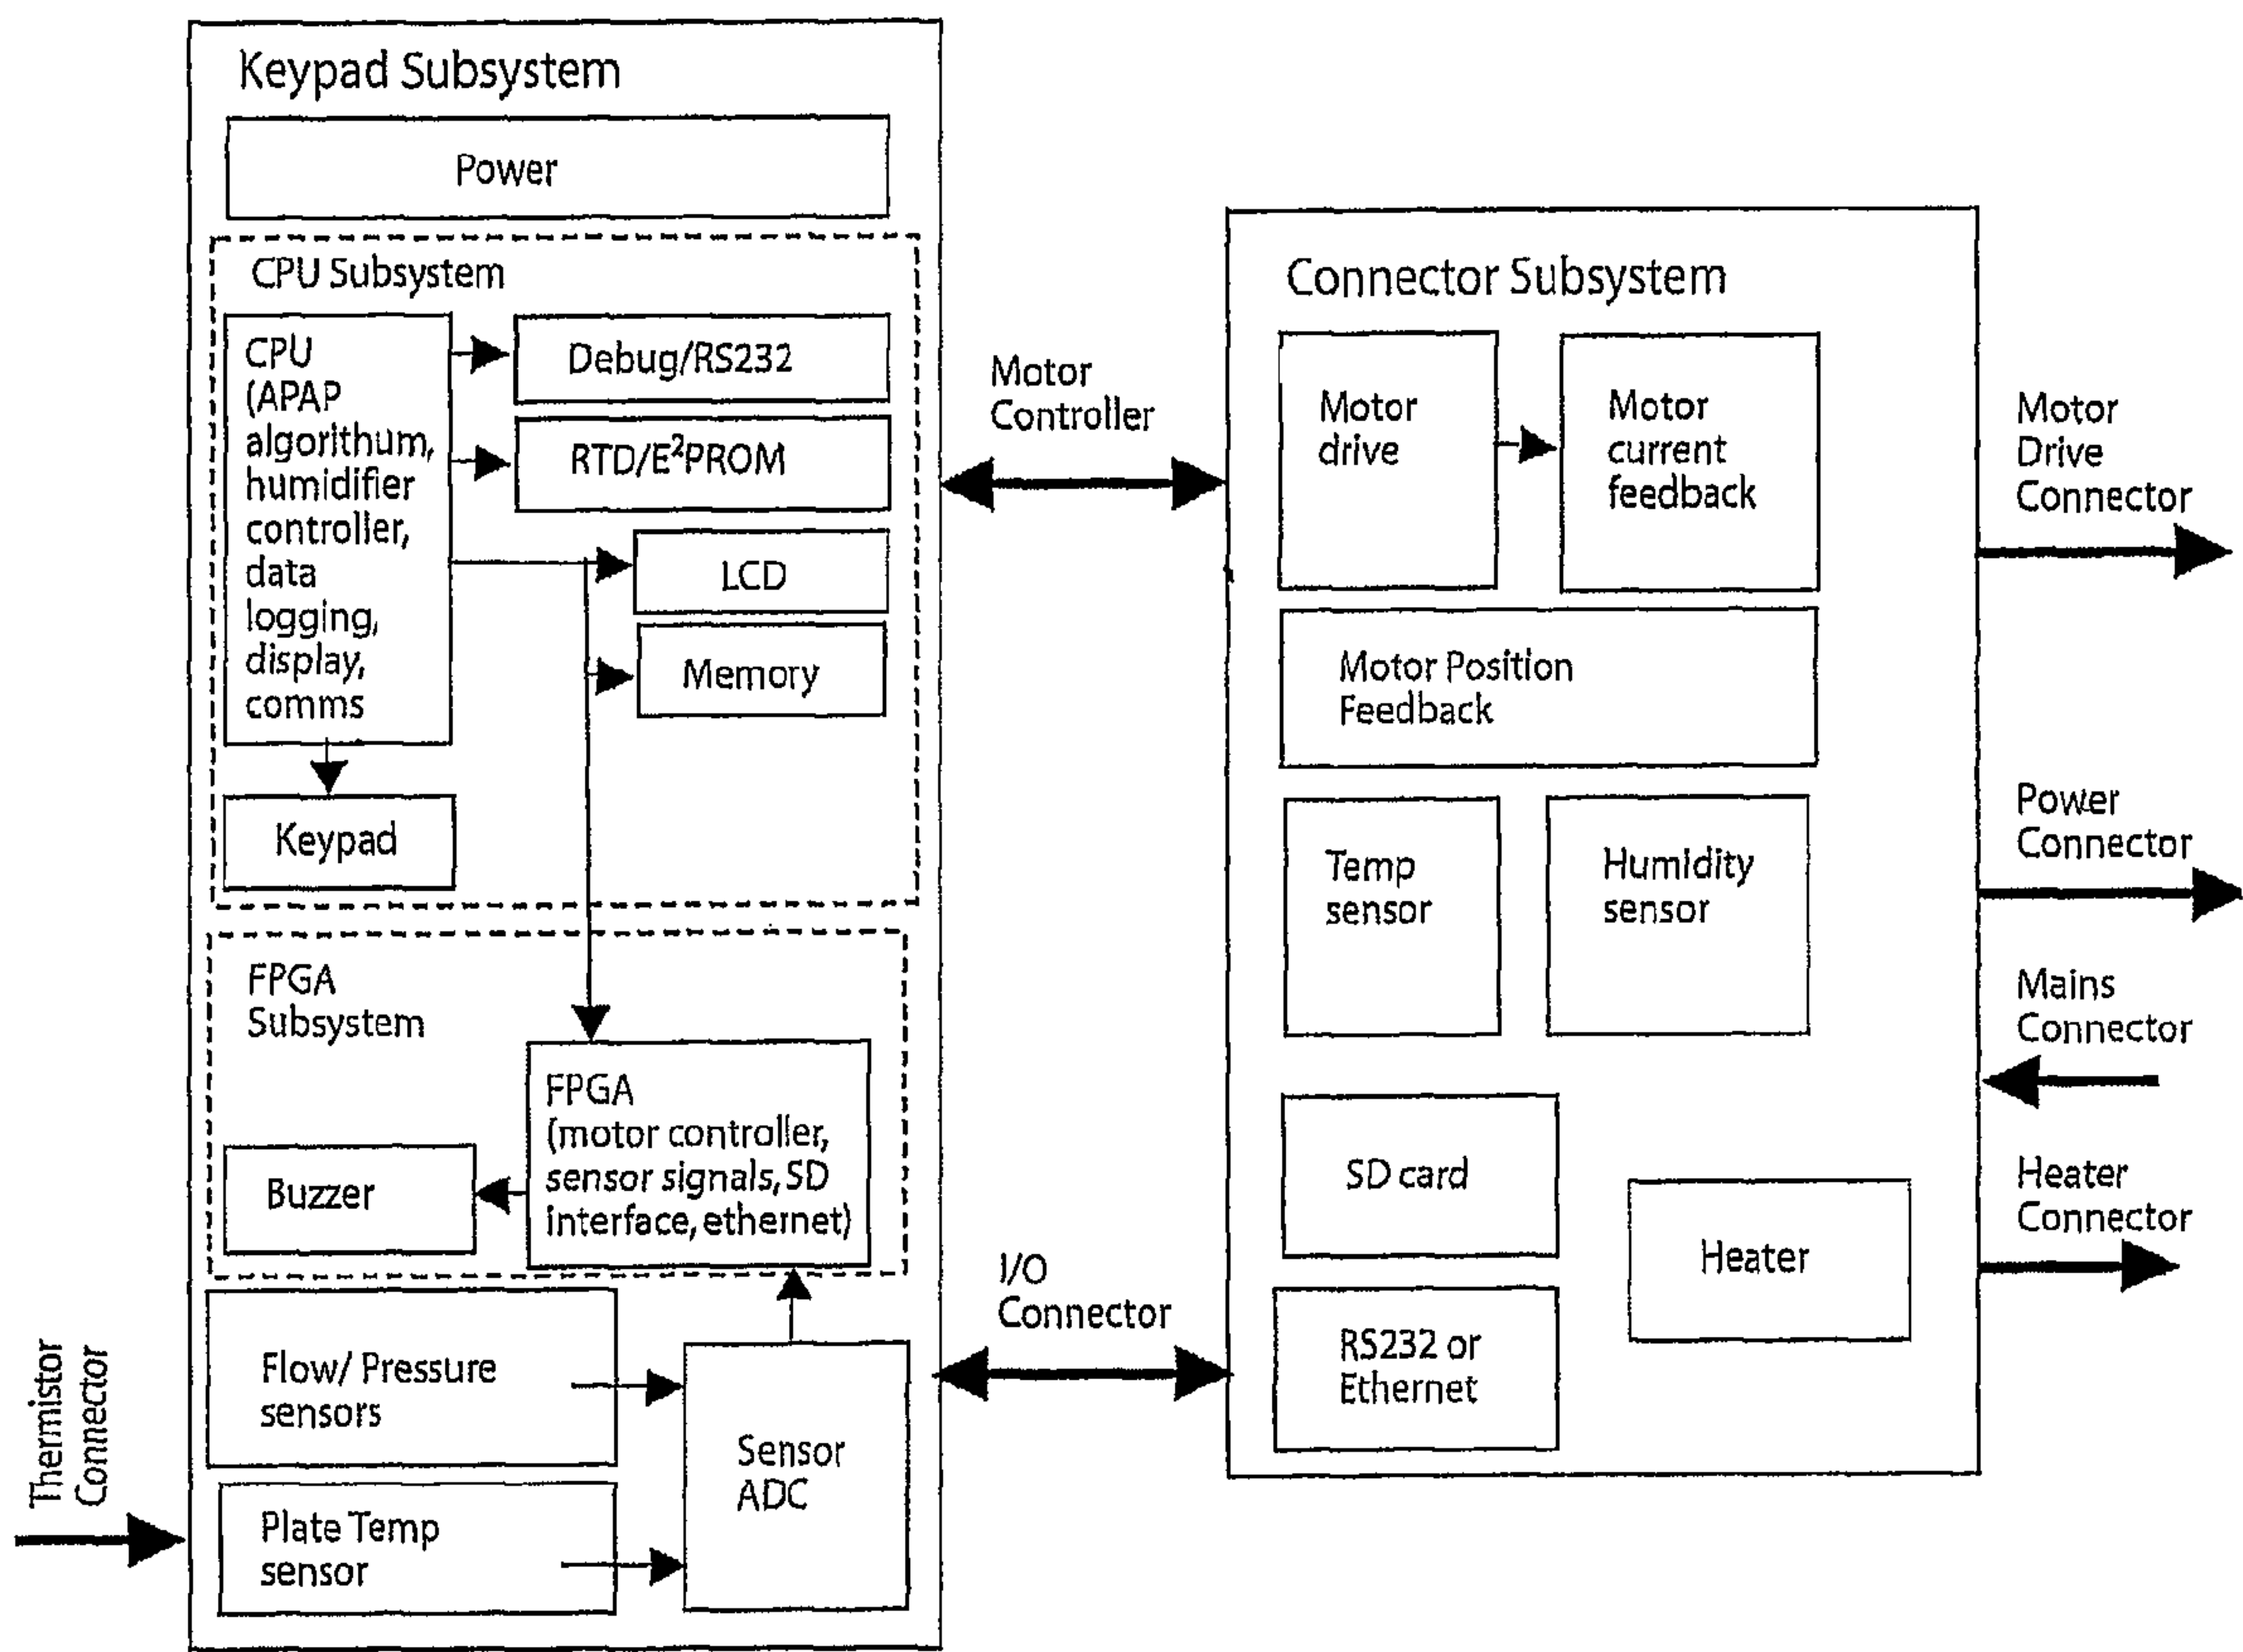 Keypad Subsystem
Power
CPU Subsystem
CPU
(APAP
algorithum,
humidifier
controller,
data
logging,
display,
comms
Debug/RS232
RTD/E²PROM
LCD
Memory
Keypad
FPGA
Subsystem
FPGA
(motor controller,
sensor signals, SD
interface, ethernet)
Buzzer
Flow/ Pressure
sensors
Plate Temp
sensor
Sensor
ADC
Thermistor
Connector
Motor
Controller
I/O
Connector
Connector Subsystem
Motor
drive
Motor
current
feedback
Motor Position
Feedback
Temp
sensor
Humidity
sensor
SD card
Heater
RS232 or
Ethernet
Motor
Drive
Connector
Power
Connector
Mains
Connector
Heater
Connector